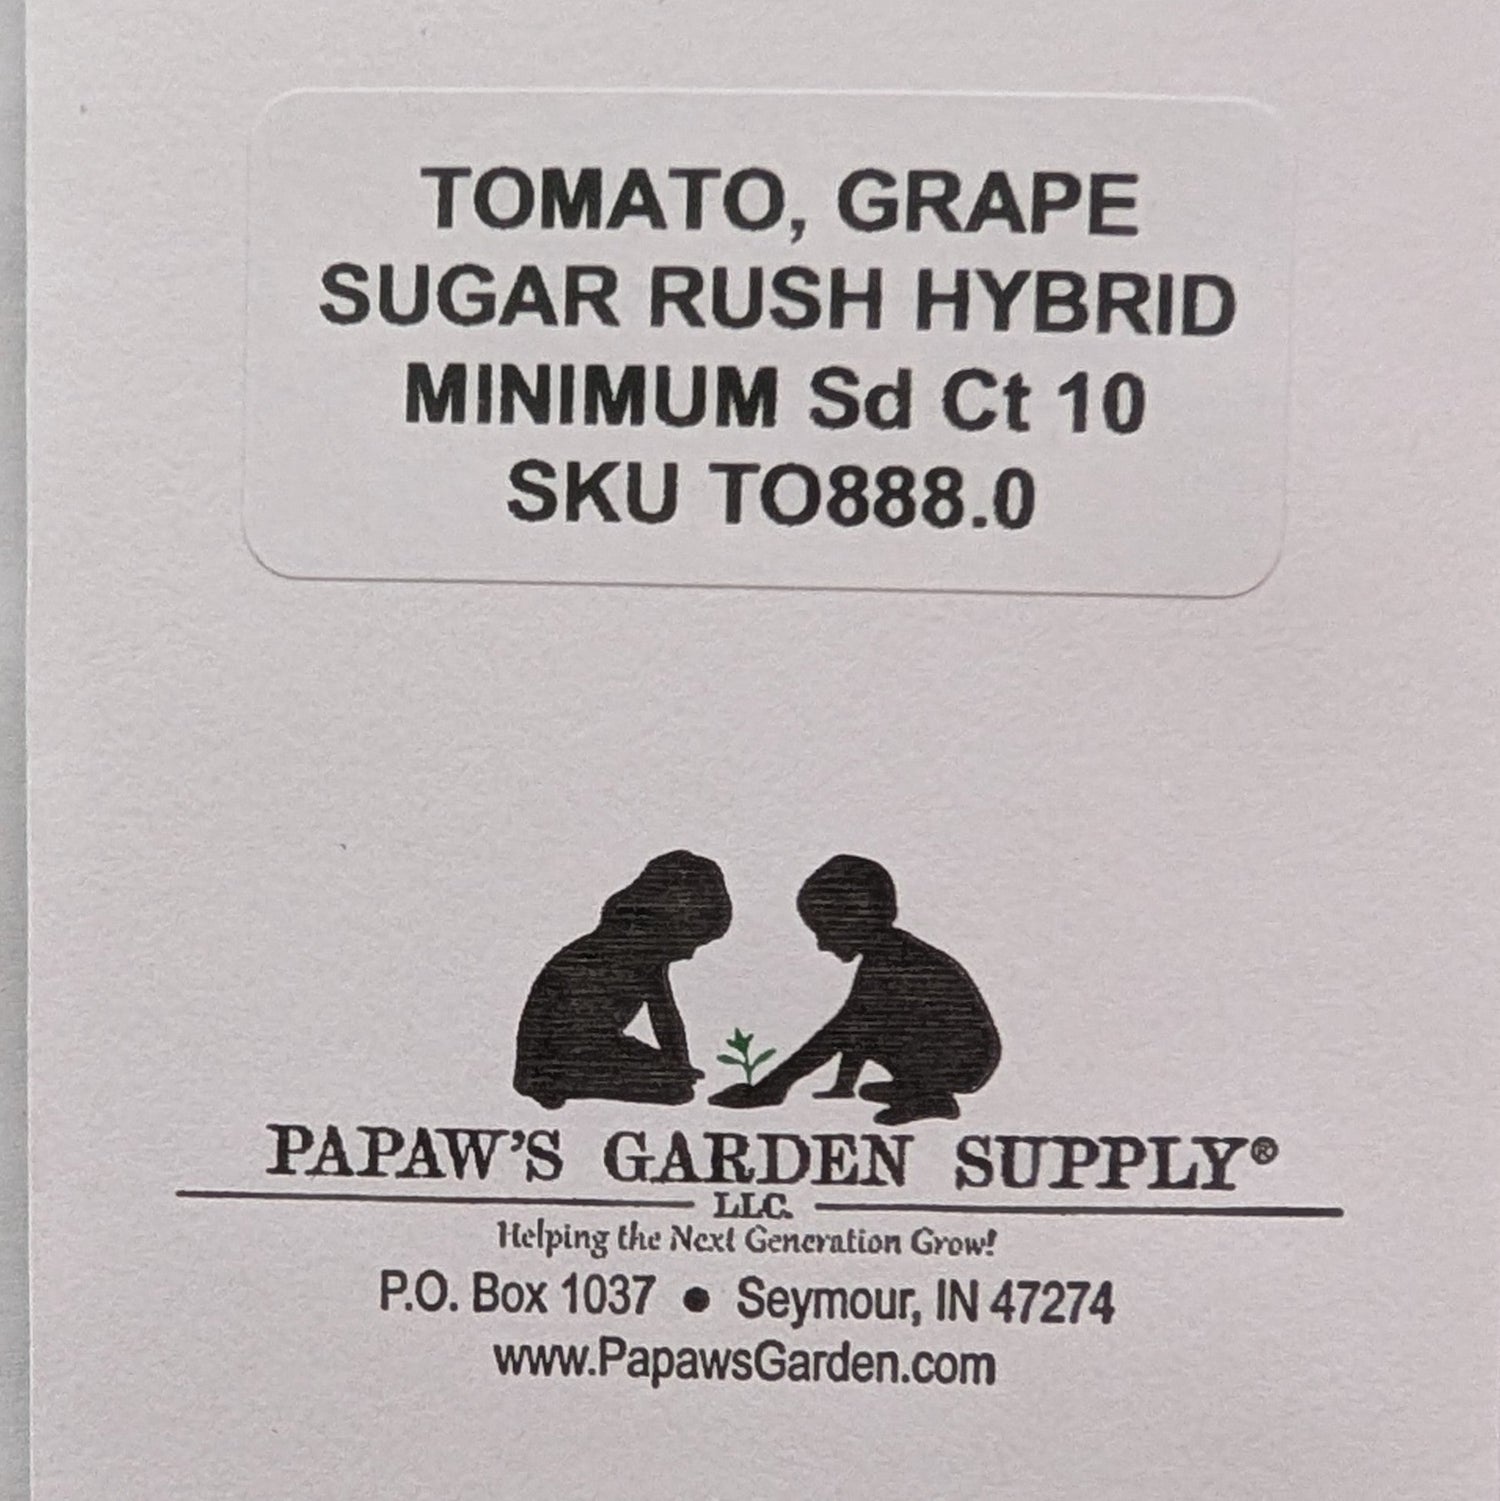 TOMATO, GRAPE
SUGAR RUSH HYBRID
MINIMUM Sd Ct 10
SKU TO888.0
PAPAW'S GARDEN SUPPLY®
LLC.
Helping the Next Generation Grow!
P.O. Box 1037 ● Seymour, IN 47274
www.PapawsGarden.com